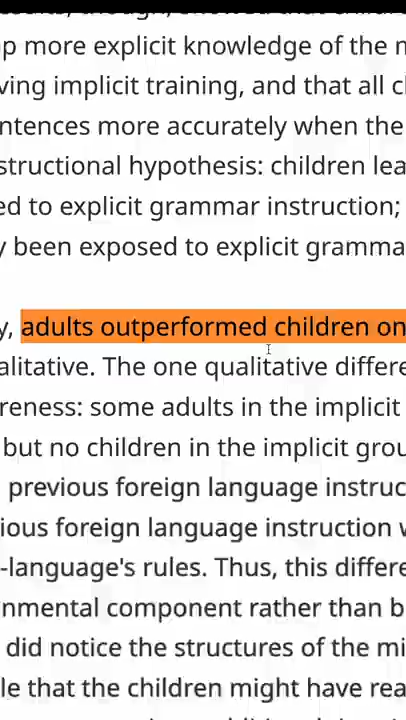 p more explicit knowledge of the m
ving implicit training, and that all c
ntences more accurately when the
structional hypothesis: children lea
ed to explicit grammar instruction;
y been exposed to explicit gramma
y, adults outperformed children on
alitative. The one qualitative differe
reness: some adults in the implicit
but no children in the implicit grou
previous foreign language instruc
ious foreign language instruction w
-language's rules. Thus, this differe
nmental component rather than b
did notice the structures of the mi
le that the children might have rea